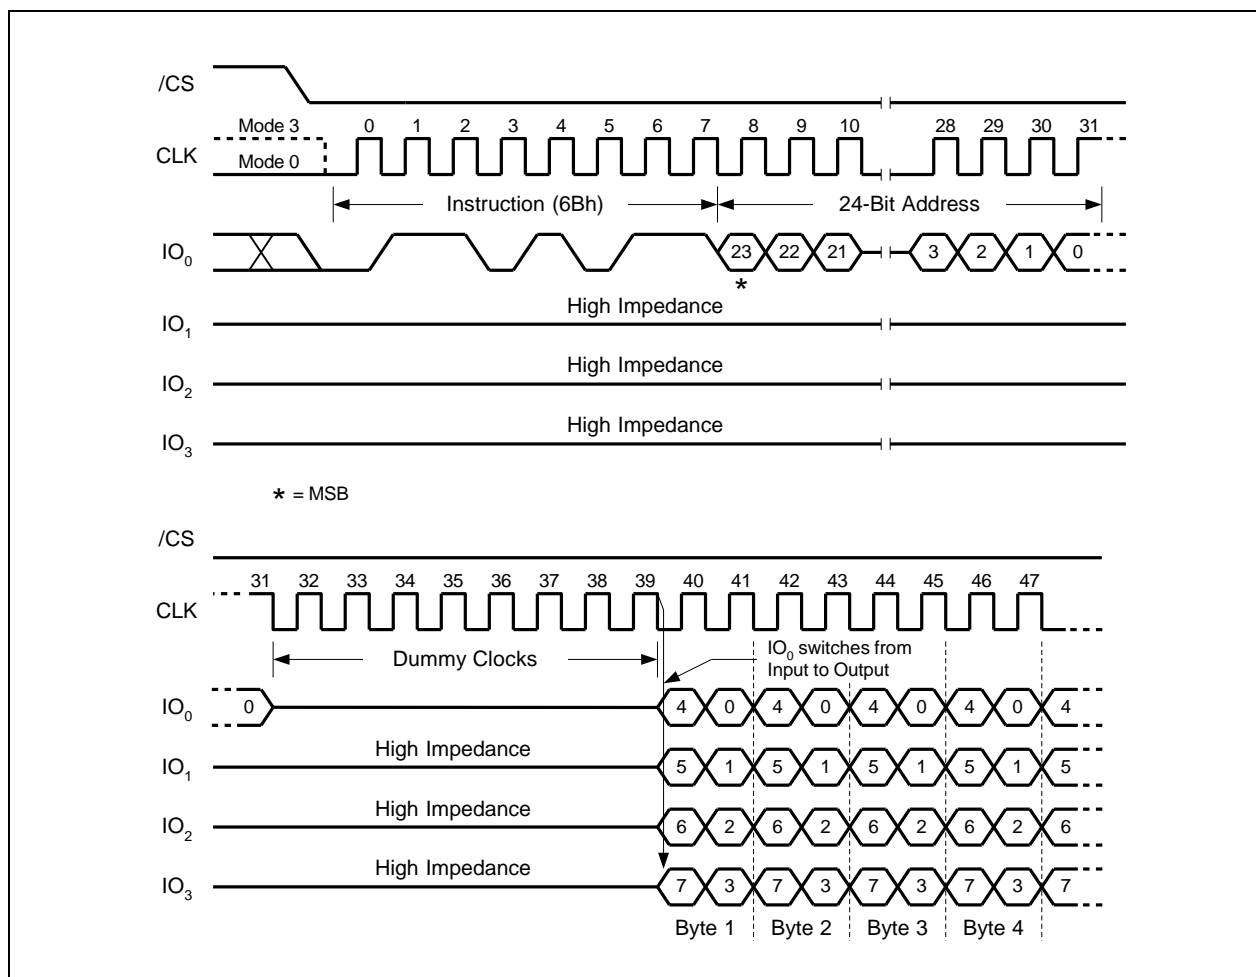 /CS
Mode 3 0 1 2 3 4 5 6 7 8 9 10 28 29 30 31
CLK Mode 0
Instruction (6Bh) 24-Bit Address
IO0 23 22 21 3 2 1 0
*
High Impedance
IO1
High Impedance
IO2
High Impedance
IO3
* = MSB
/CS
31 32 33 34 35 36 37 38 39 40 41 42 43 44 45 46 47
CLK
Dummy Clocks
IO0 switches from
Input to Output
IO0 0 4 0 4 0 4 0 4 0 4
High Impedance
IO1 5 1 5 1 5 1 5 1 5
High Impedance
IO2 6 2 6 2 6 2 6 2 6
High Impedance
IO3 7 3 7 3 7 3 7 3 7
Byte 1 Byte 2 Byte 3 Byte 4